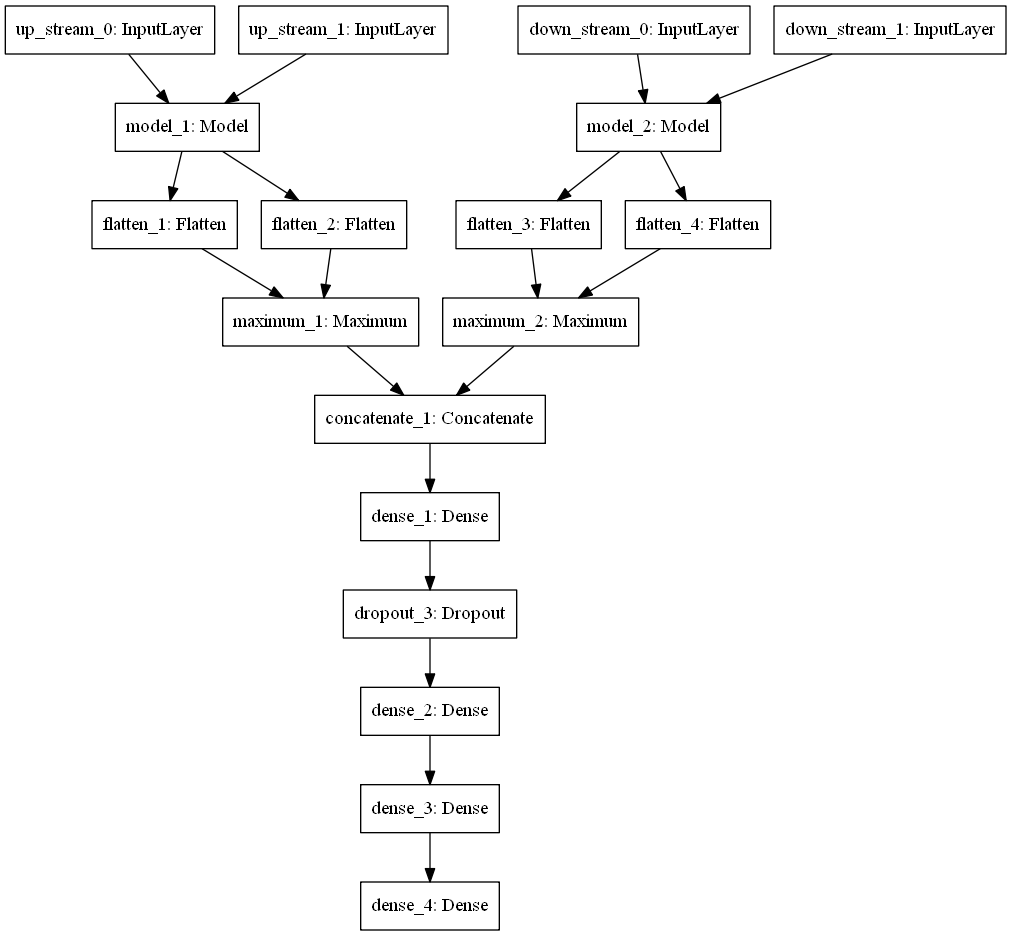 up_stream_0: InputLayer
up_stream_1: InputLayer
down_stream_0: InputLayer
down_stream_1: InputLayer
model_1: Model
model_2: Model
flatten_1: Flatten
flatten_2: Flatten
flatten_3: Flatten
flatten_4: Flatten
maximum_1: Maximum
maximum_2: Maximum
concatenate_1: Concatenate
dense_1: Dense
dropout_3: Dropout
dense_2: Dense
dense_3: Dense
dense_4: Dense